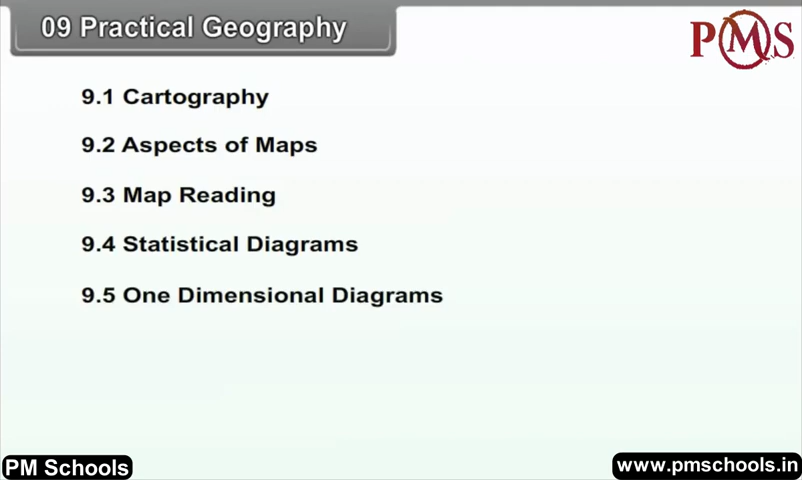 09 Practical Geography
PMS
9.1 Cartography
9.2 Aspects of Maps
9.3 Map Reading
9.4 Statistical Diagrams
9.5 One Dimensional Diagrams
PM Schools
www.pmschools.in